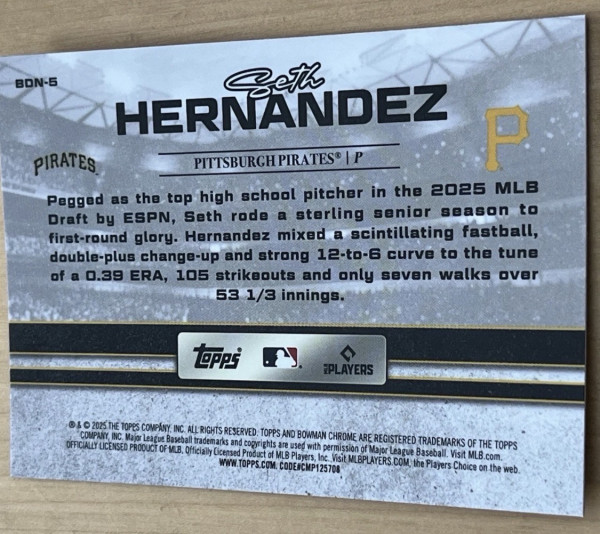 BDN-5
Seth
HERNANDEZ
PIRATES
PITTSBURGH PIRATES® | P
P
Pegged as the top high school pitcher in the 2025 MLB
Draft by ESPN, Seth rode a sterling senior season to
first-round glory. Hernandez mixed a scintillating fastball,
double-plus change-up and strong 12-to-6 curve to the tune
of a 0.39 ERA, 105 strikeouts and only seven walks over
53 1/3 innings.
Topps
MLB PLAYERS
® & © 2025 THE TOPPS COMPANY, INC. ALL RIGHTS RESERVED. TOPPS AND BOWMAN CHROME ARE REGISTERED TRADEMARKS OF THE TOPPS
COMPANY, INC. Major League Baseball trademarks and copyrights are used with permission of Major League Baseball. Visit MLB.com.
OFFICIALLY LICENSED PRODUCT OF MLB. Officially Licensed Product of MLB Players, Inc. Visit MLBPLAYERS.COM, the Players Choice on the web.
WWW.TOPPS.COM. CODE#CMP125708